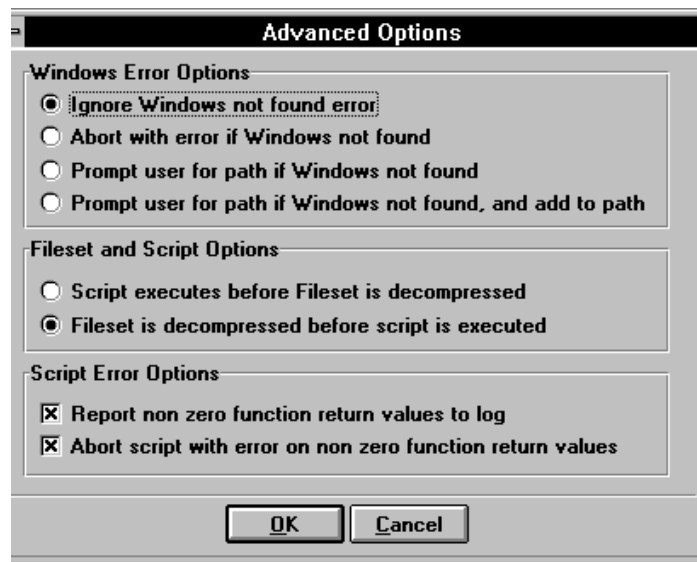 Advanced Options
Windows Error Options
Ignore Windows not found error
Abort with error if Windows not found
Prompt user for path if Windows not found
Prompt user for path if Windows not found, and add to path
Fileset and Script Options
Script executes before Fileset is decompressed
Fileset is decompressed before script is executed
Script Error Options
Report non zero function return values to log
Abort script with error on non zero function return values
OK Cancel